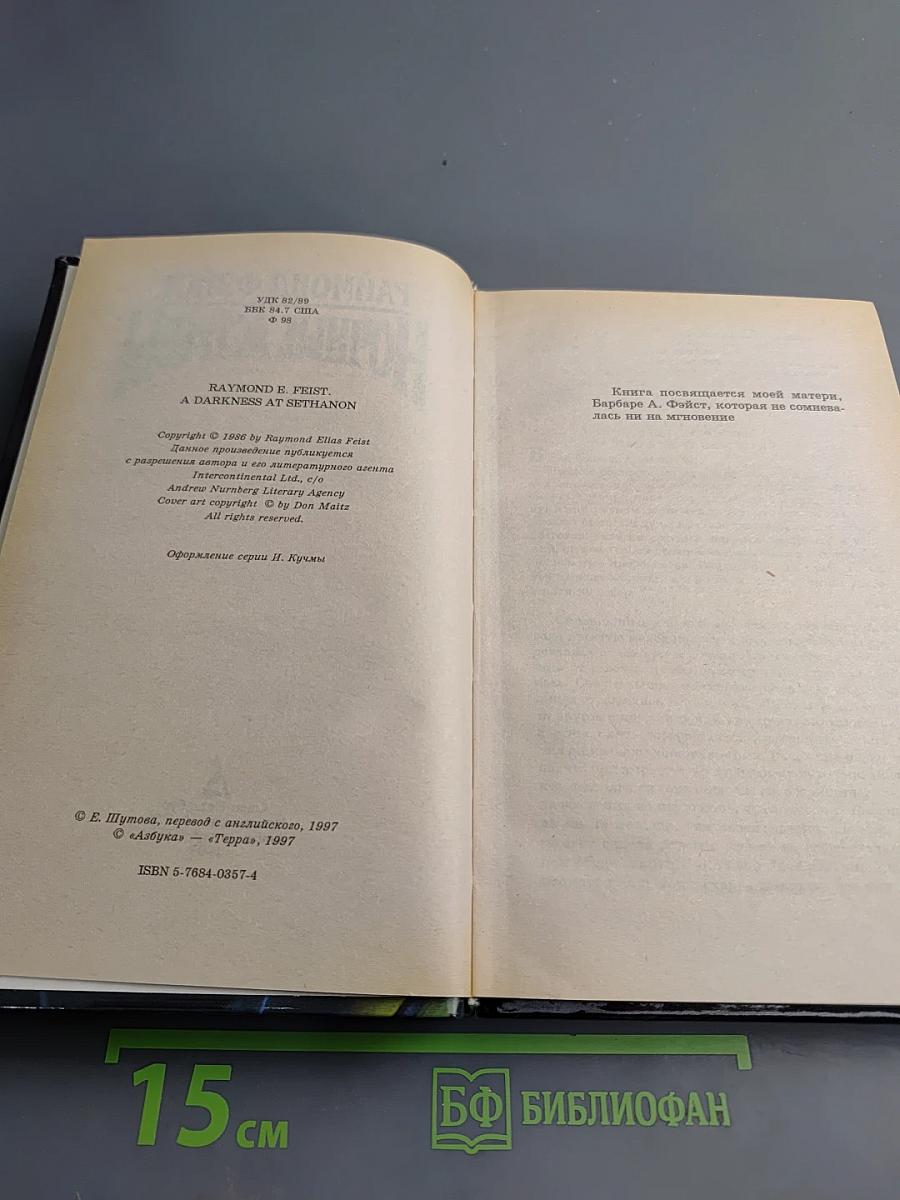 УДК 82/89
ББК 84.7 США
Ф 98
RAYMOND E. FEIST.
A DARKNESS AT SETHANON
Copyright © 1986 by Raymond Elias Feist
Данное произведение публикуется
с разрешения автора и его литературного агента
Intercontinental Ltd., c/o
Andrew Nurnberg Literary Agency
Cover art copyright © by Don Maitz
All rights reserved.
Оформление серии И. Кучмы
© Е. Шутова, перевод с английского, 1997
© «Азбука» — «Терра», 1997
ISBN 5-7684-0357-4
Книга посвящается моей матери,
Барбаре А. Фэйст, которая не сомнева-
лась ни на мгновение
15 см
БФ БИБЛИОФАН